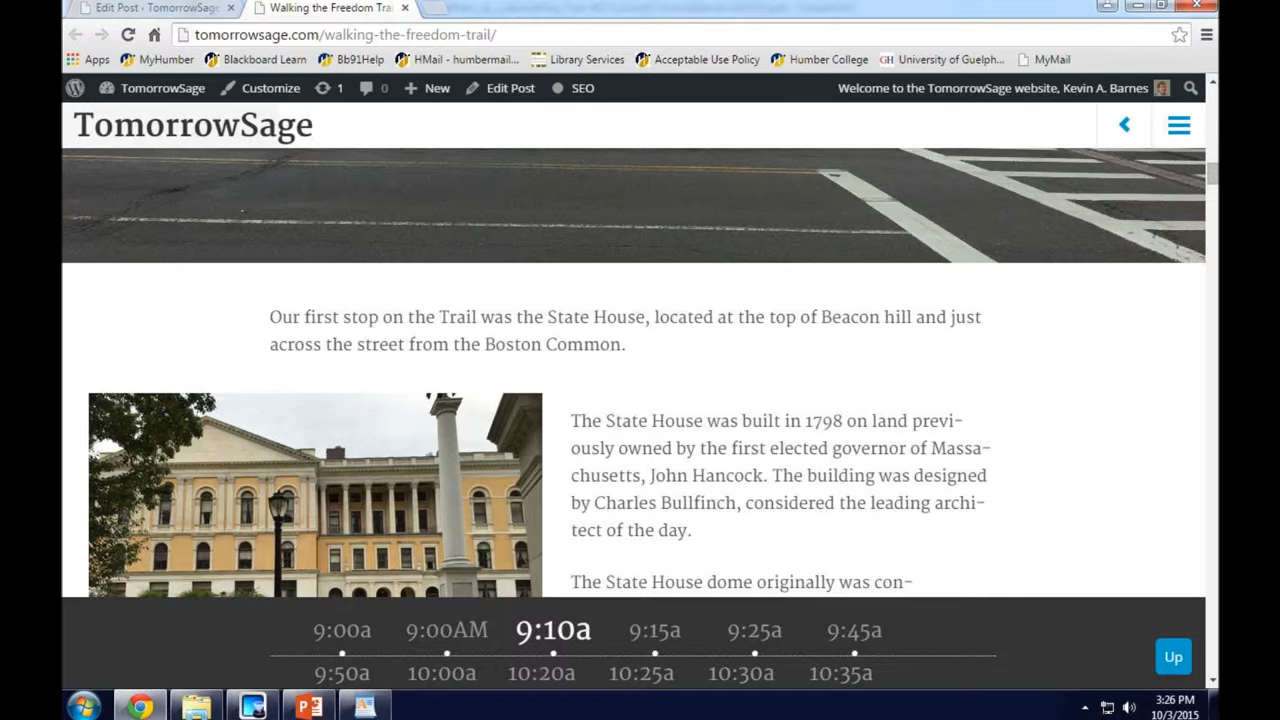 Edit Post ‹ TomorrowSage
Walking the Freedom Trai
tomorrowsage.com/walking-the-freedom-trail/
Apps MyHumber Blackboard Learn Bb91Help HMail - humbermail... Library Services Acceptable Use Policy Humber College GH University of Guelph... MyMail
TomorrowSage Customize 1 0 New Edit Post SEO Welcome to the TomorrowSage website, Kevin A. Barnes
TomorrowSage
Our first stop on the Trail was the State House, located at the top of Beacon hill and just
across the street from the Boston Common.
The State House was built in 1798 on land previ-
ously owned by the first elected governor of Massa-
chusetts, John Hancock. The building was designed
by Charles Bullfinch, considered the leading archi-
tect of the day.
The State House dome originally was con-
9:00a 9:00AM 9:10a 9:15a 9:25a 9:45a
9:50a 10:00a 10:20a 10:25a 10:30a 10:35a
Up
3:26 PM
10/3/2015